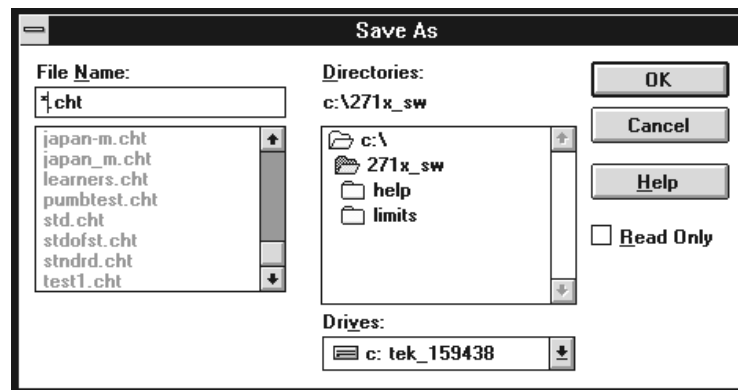 Save As
File Name:
*.cht
japan-m.cht
japan_m.cht
learners.cht
pumbtest.cht
std.cht
stdofst.cht
stndrd.cht
test1.cht
Directories:
c:\271x_sw
c:\
271x_sw
help
limits
Drives:
c: tek_159438
OK
Cancel
Help
Read Only